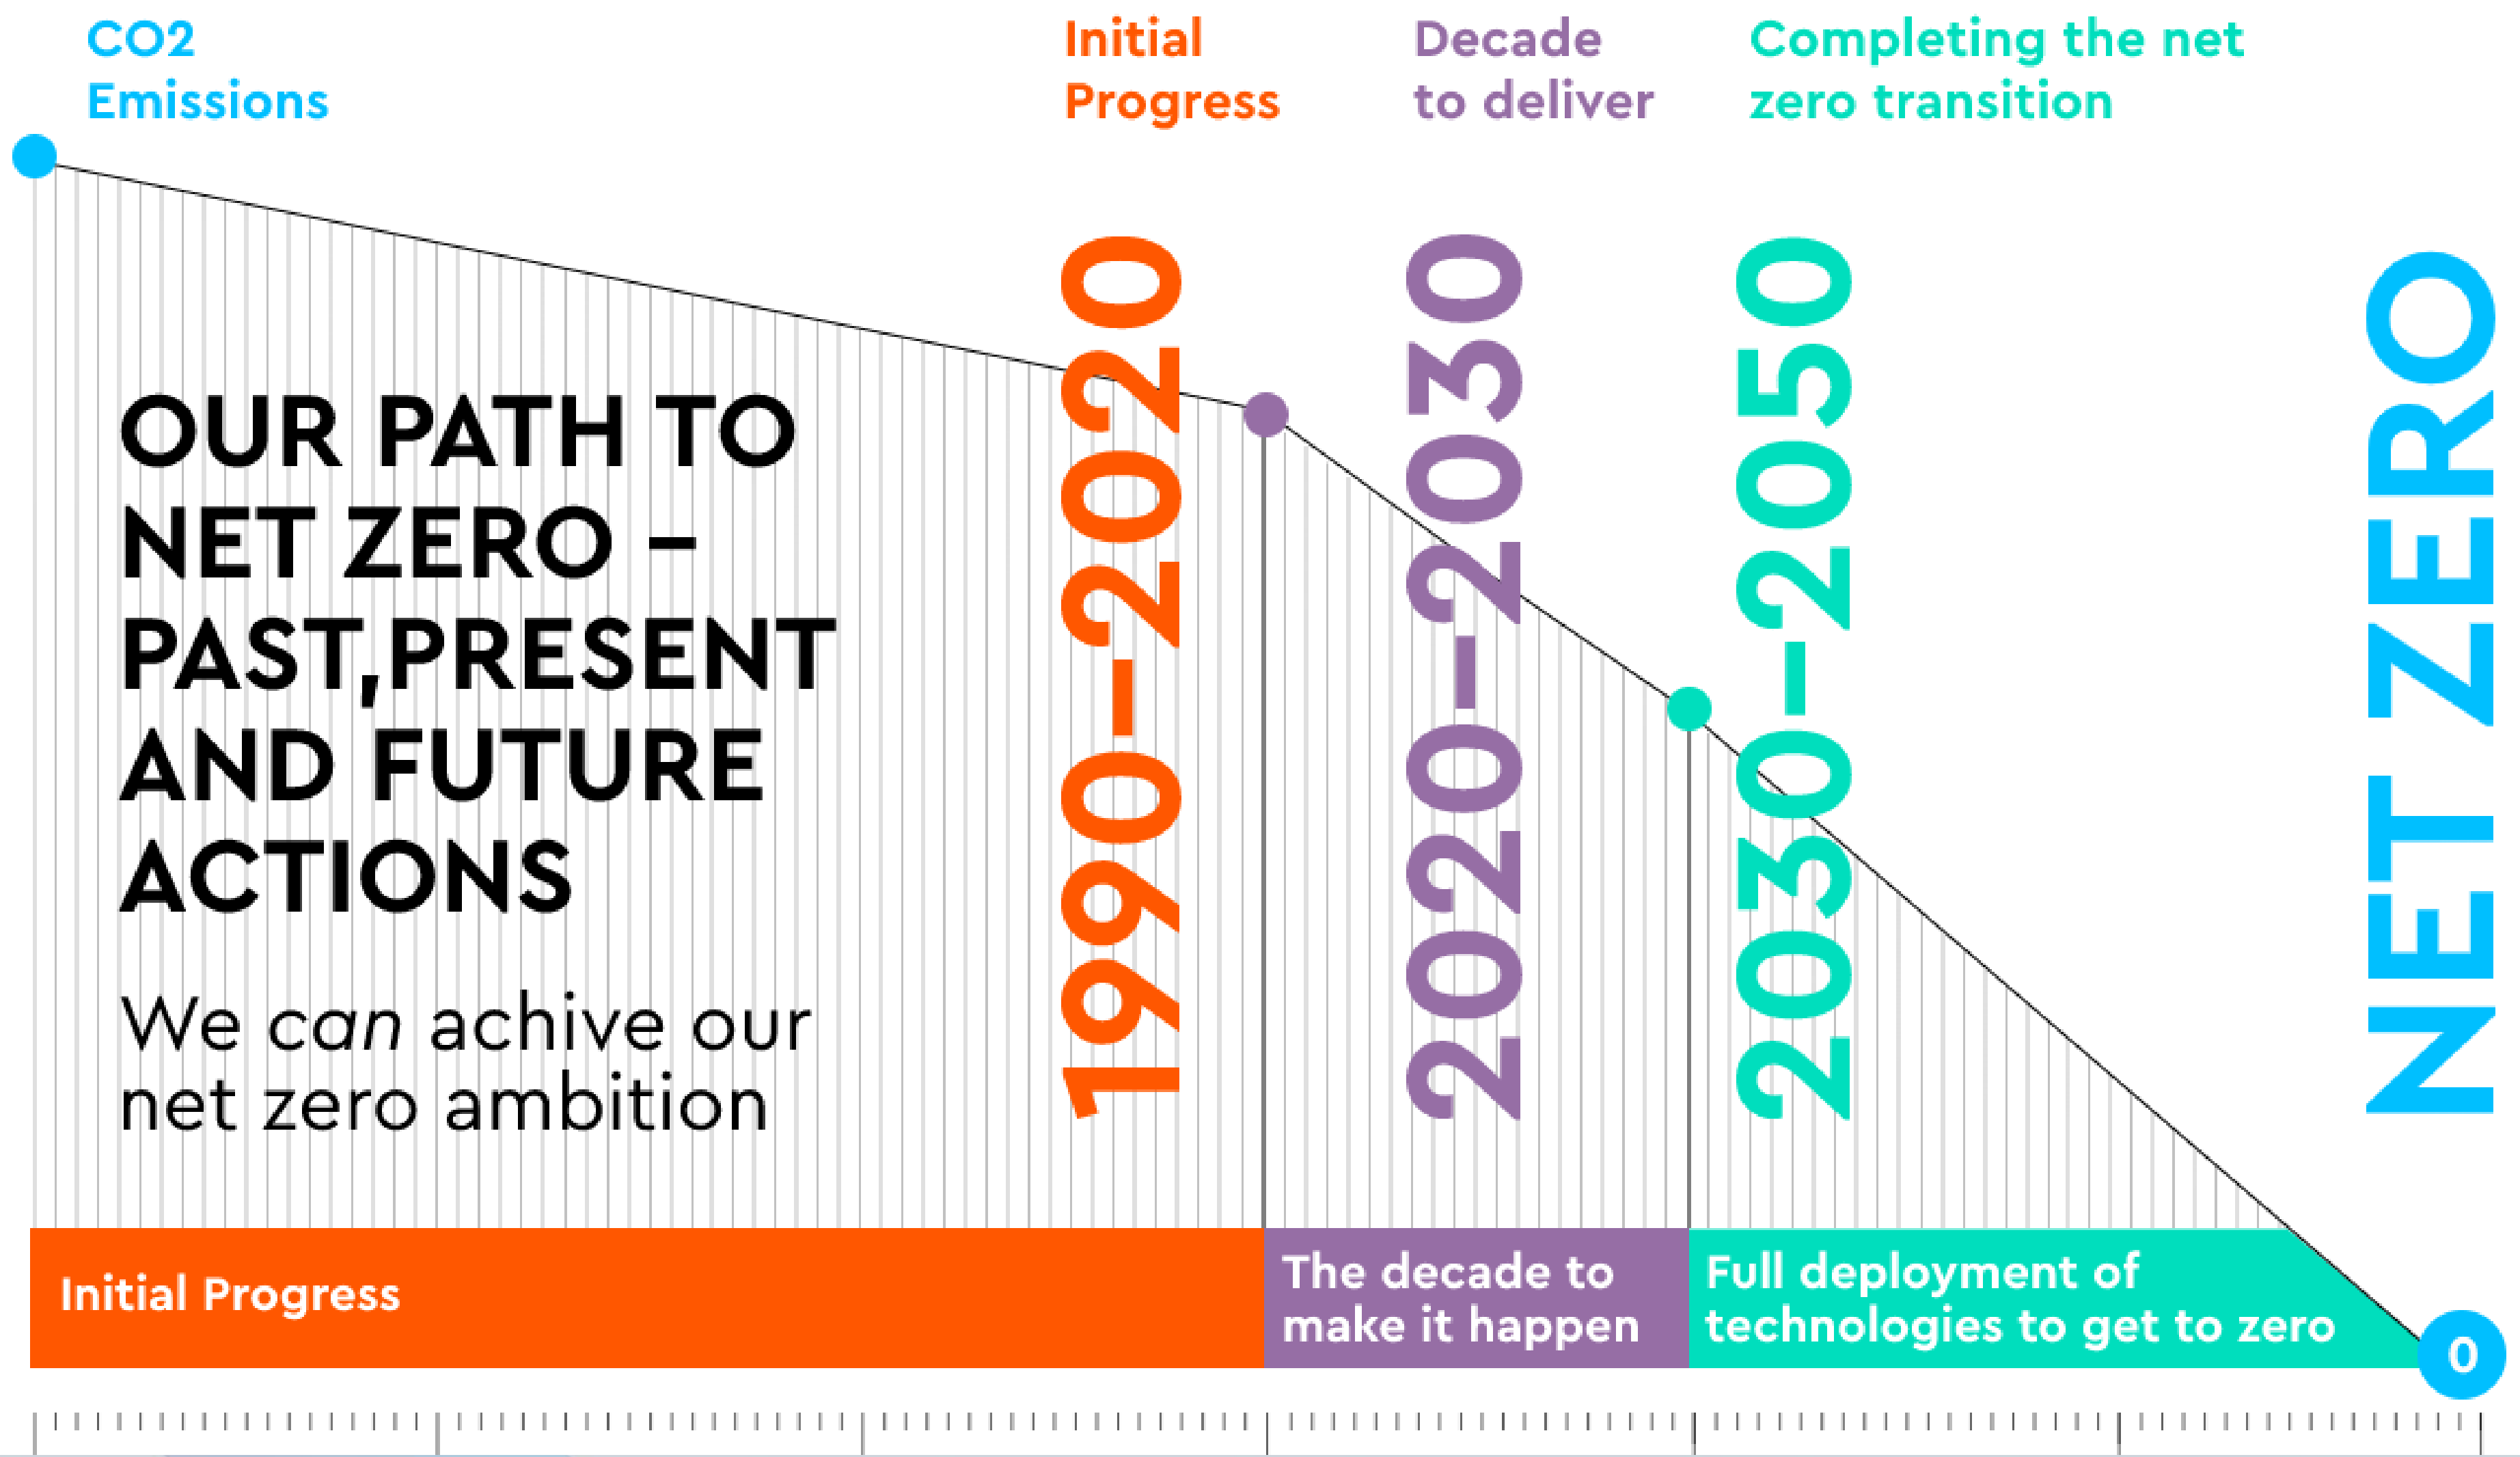 CO2
Emissions
Initial
Progress
Decade
to deliver
Completing the net
zero transition
OUR PATH TO
NET ZERO –
PAST,PRESENT
AND FUTURE
ACTIONS
We can achive our
net zero ambition
1990–2020
2020–2030
2030–2050
NET ZERO
Initial Progress
The decade to
make it happen
Full deployment of
technologies to get to zero
0